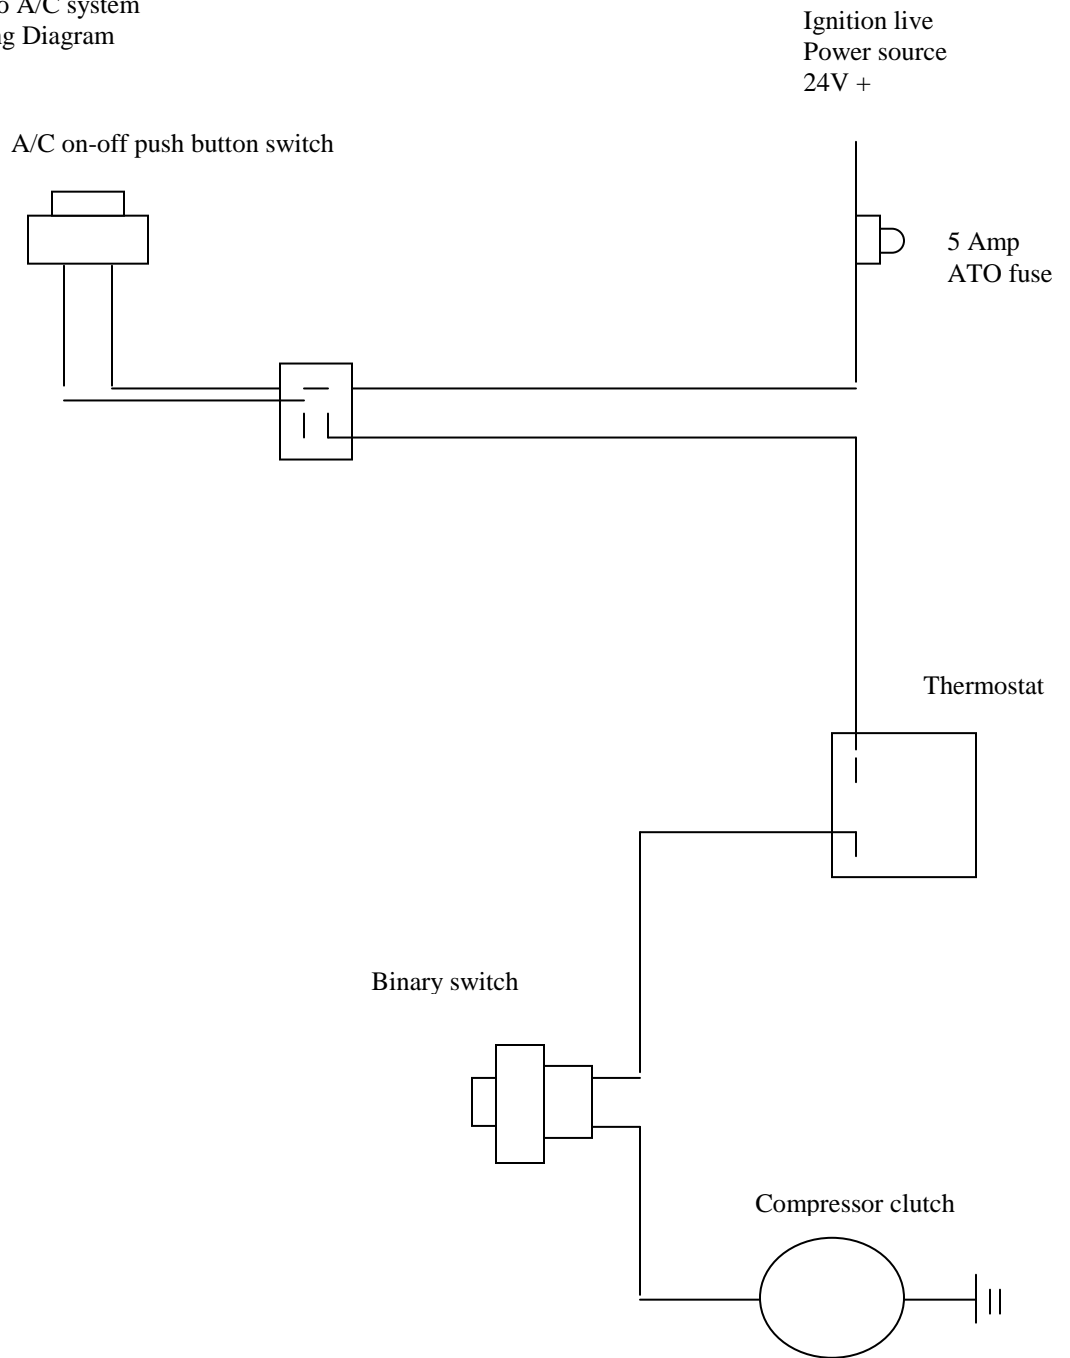 A/C system
Diagram
Ignition live
Power source
24V +
A/C on-off push button switch
5 Amp
ATO fuse
Thermostat
Binary switch
Compressor clutch